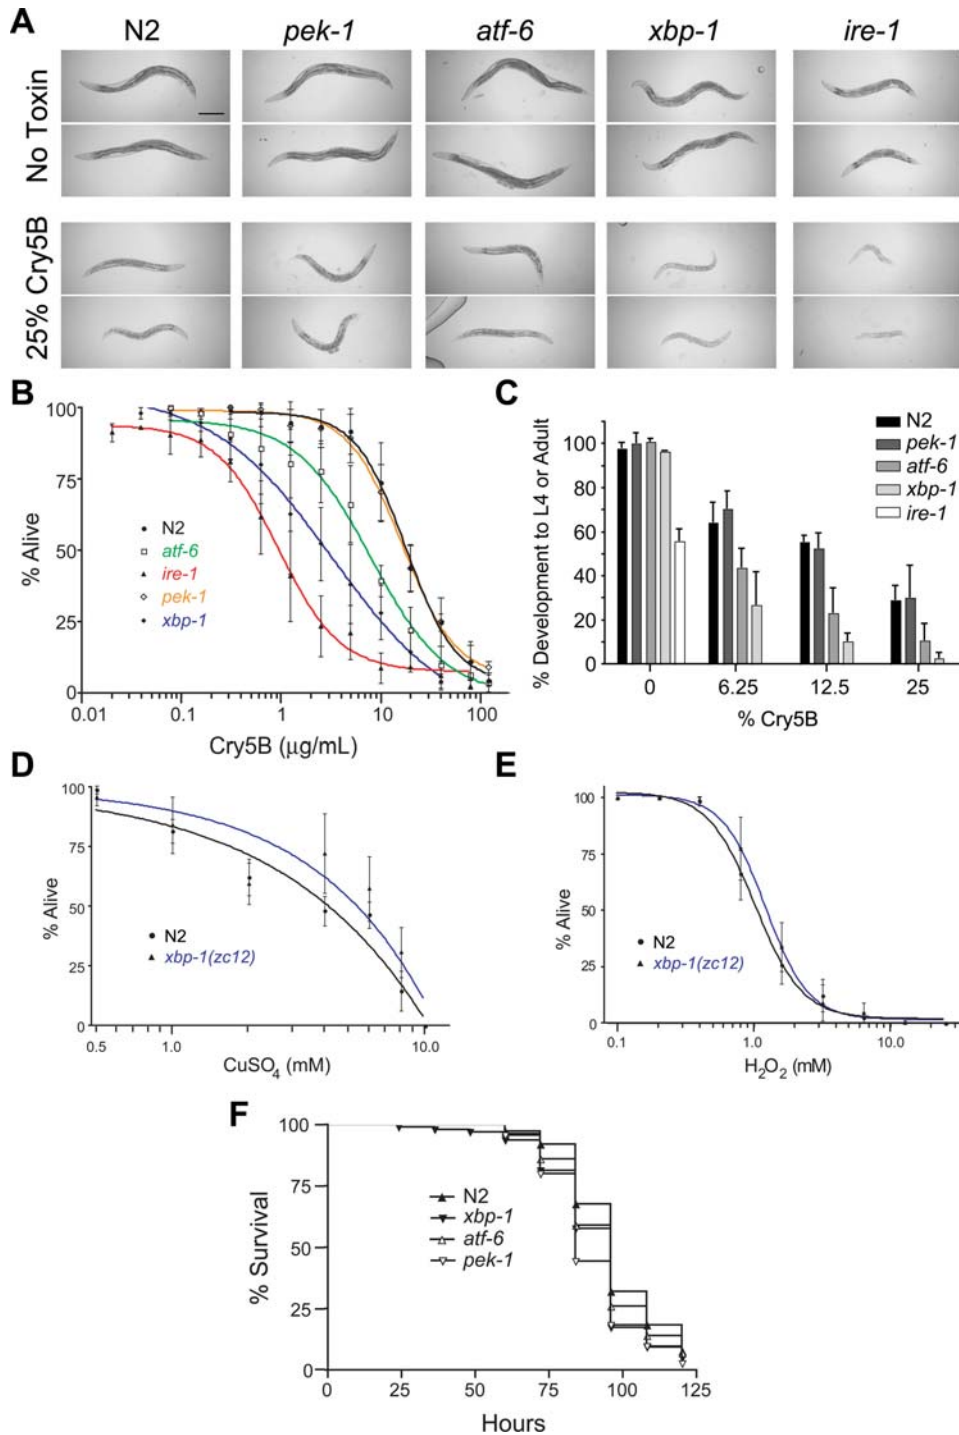 A
N2 pek-1 atf-6 xbp-1 ire-1
No Toxin
25% Cry5B
B
% Alive
100
75
50
25
0
N2
atf-6
ire-1
pek-1
xbp-1
0.01 0.1 1 10 100
Cry5B (µg/mL)
C
% Development to L4 or Adult
100
80
60
40
20
0
N2
pek-1
atf-6
xbp-1
ire-1
0 6.25 12.5 25
% Cry5B
D
% Alive
100
75
50
25
0
N2
xbp-1(zc12)
0.5 1.0 10.0
CuSO4 (mM)
E
% Alive
100
75
50
25
0
N2
xbp-1(zc12)
0.1 1.0 10.0
H2O2 (mM)
F
% Survival
100
75
50
25
0
N2
xbp-1
atf-6
pek-1
0 25 50 75 100 125
Hours